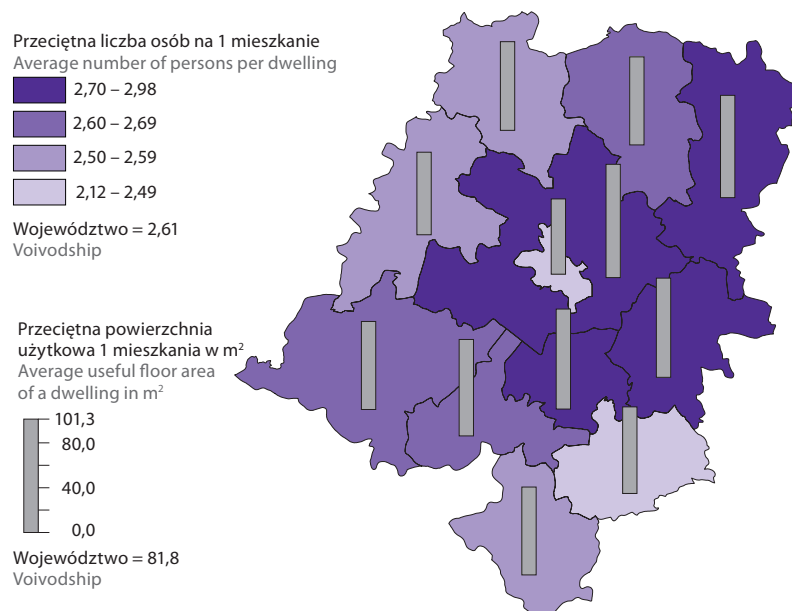 Przeciętna liczba osób na 1 mieszkanie
Average number of persons per dwelling
2,70 – 2,98
2,60 – 2,69
2,50 – 2,59
2,12 – 2,49
Województwo = 2,61
Voivodship
Przeciętna powierzchnia
użytkowa 1 mieszkania w m²
Average useful floor area
of a dwelling in m²
101,3
80,0
40,0
0,0
Województwo = 81,8
Voivodship